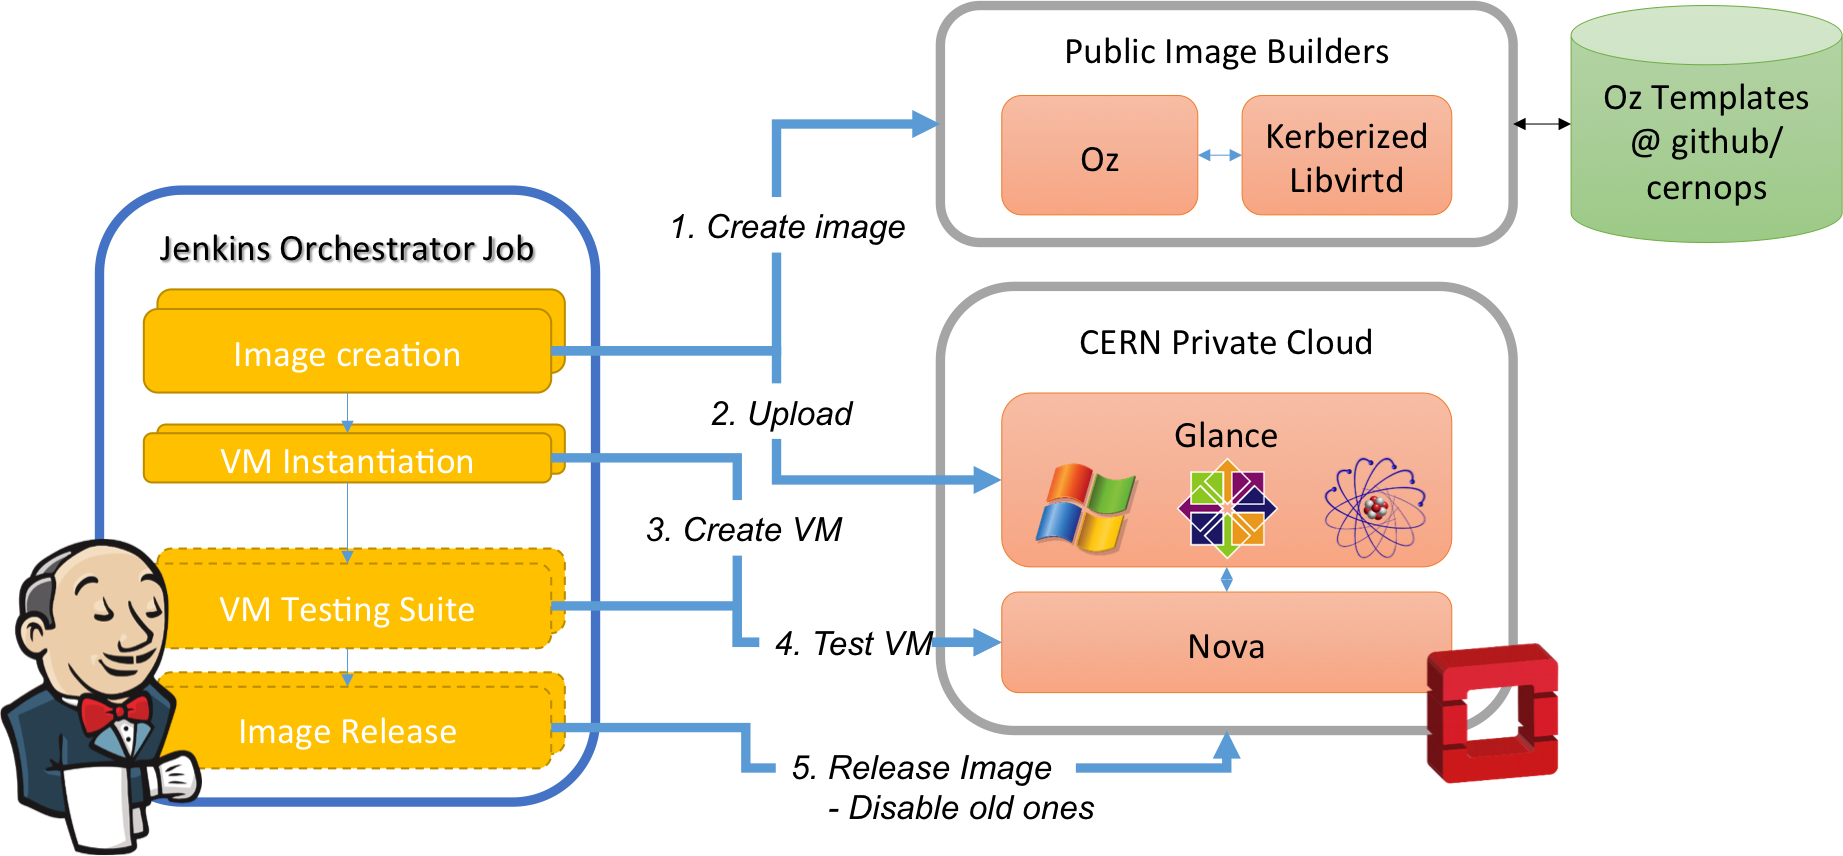 Public Image Builders
Oz
Kerberized
Libvirtd
Oz Templates
@ github/
cernops
Jenkins Orchestrator Job
Image creation
VM Instantiation
VM Testing Suite
Image Release
1. Create image
2. Upload
3. Create VM
4. Test VM
5. Release Image
- Disable old ones
CERN Private Cloud
Glance
Nova